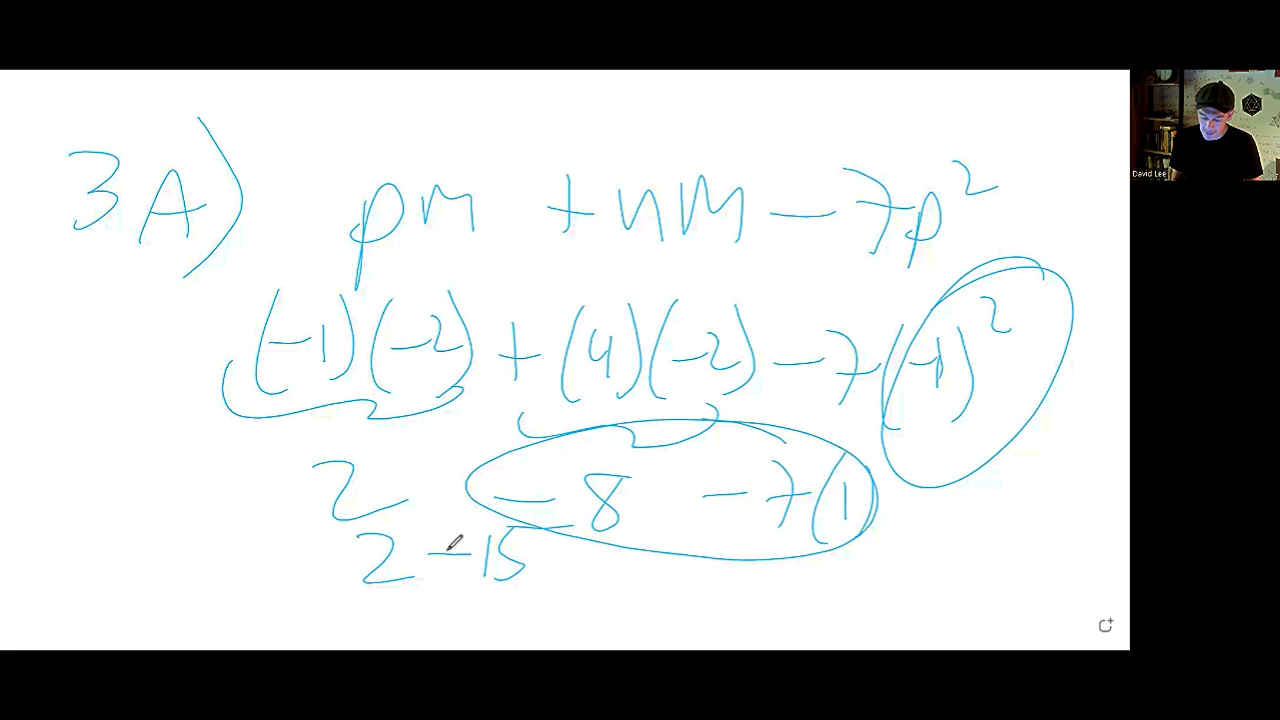 3A) pm + nm - 7p²
(-1)(-2) + (4)(-2) - 7(-1)²
2 - 8 - 7(1)
2 - 15
David Lee